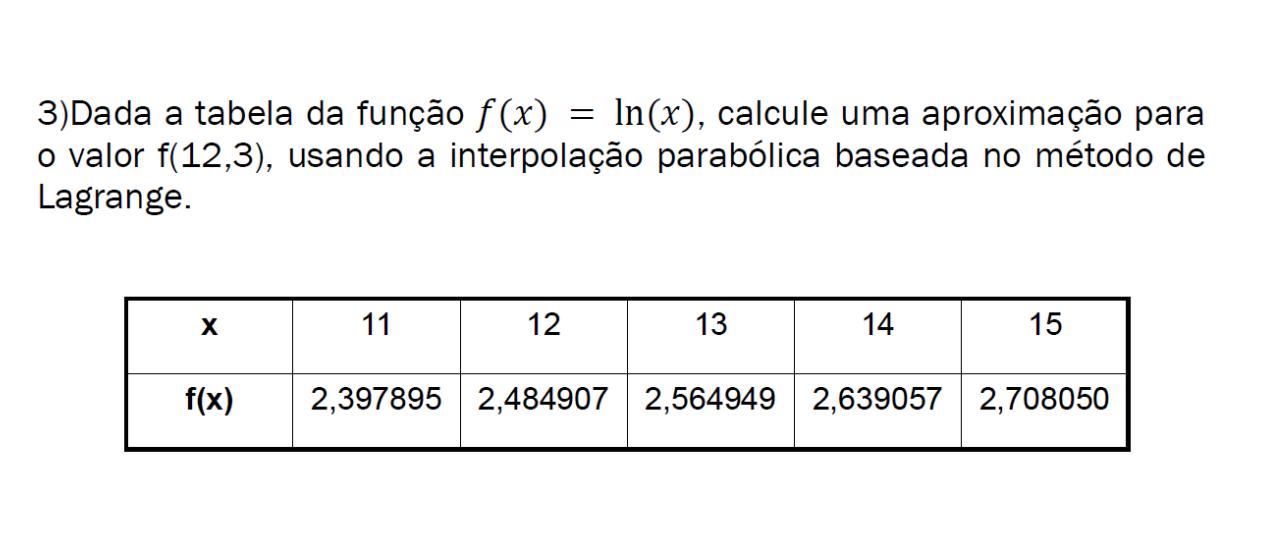 3)Dada a tabela da função f(x) = ln(x), calcule uma aproximação para
o valor f(12,3), usando a interpolação parabólica baseada no método de
Lagrange.
x 11 12 13 14 15
f(x) 2,397895 2,484907 2,564949 2,639057 2,708050